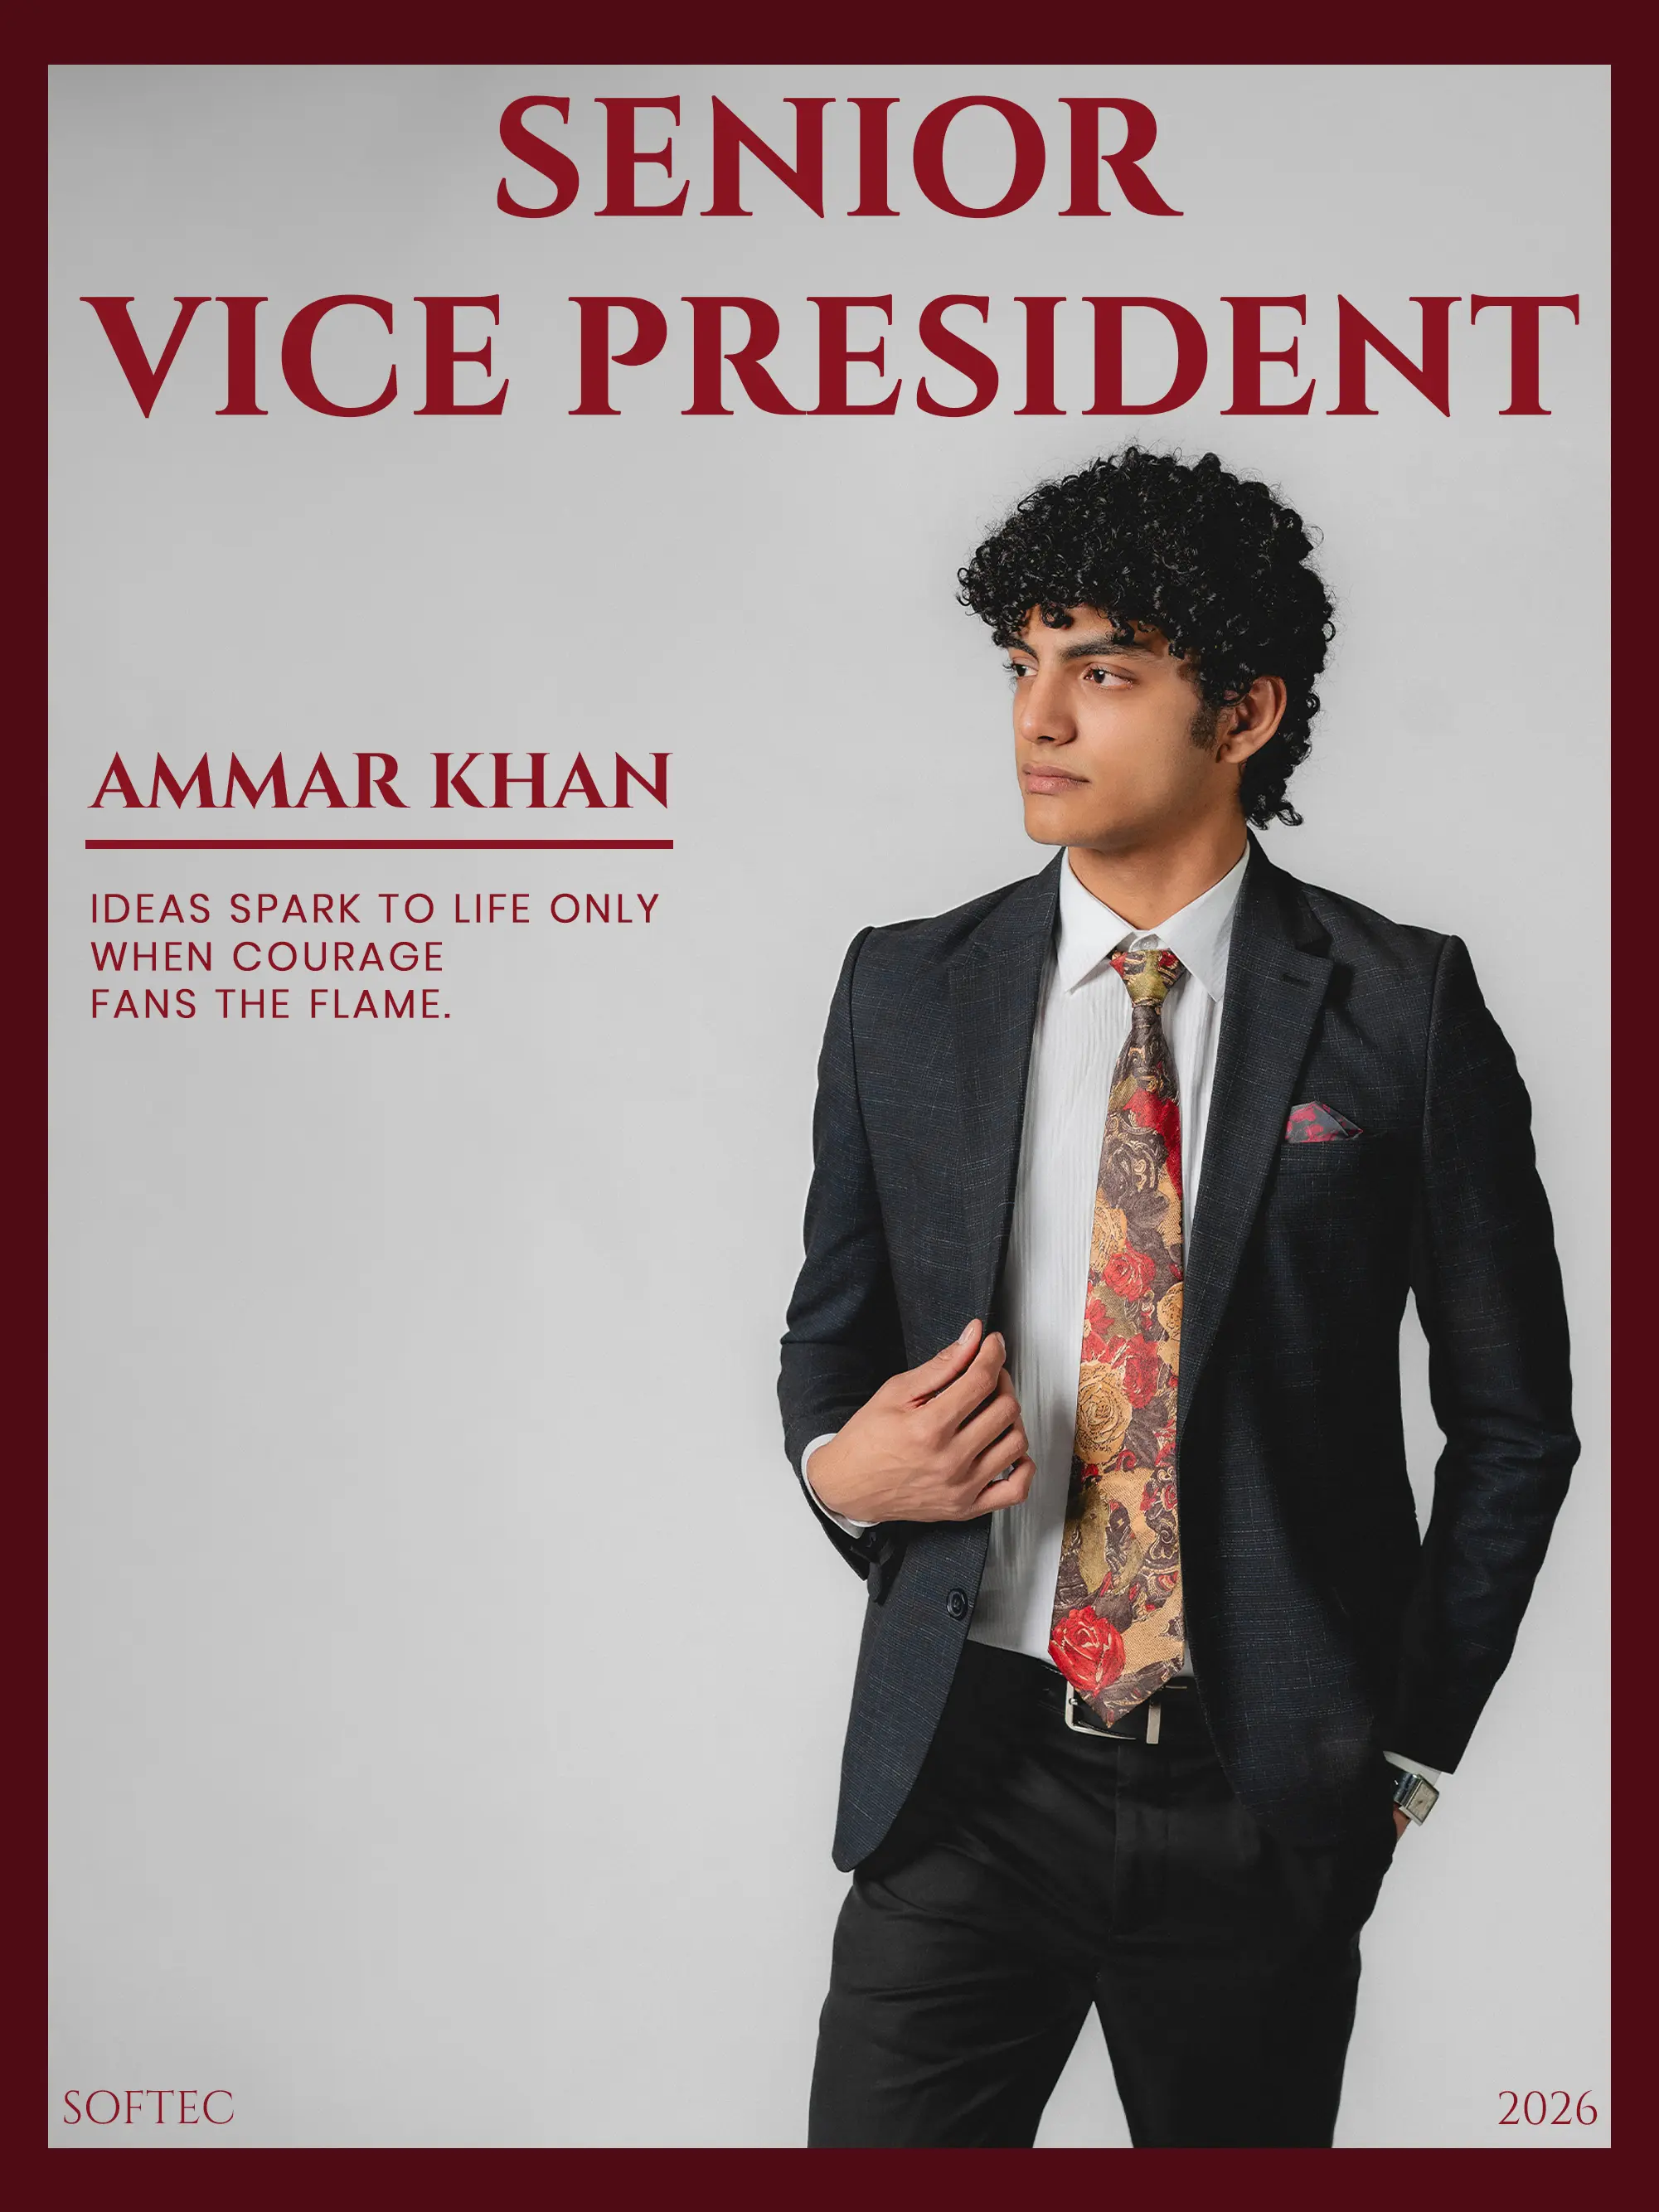 SENIOR
VICE PRESIDENT
AMMAR KHAN
IDEAS SPARK TO LIFE ONLY
WHEN COURAGE
FANS THE FLAME.
SOFTEC
2026